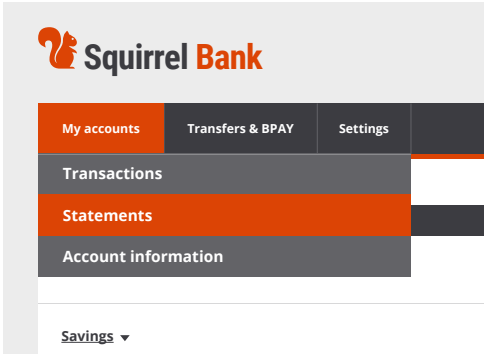 Squirrel Bank
My accounts Transfers & BPAY Settings
Transactions
Statements
Account information
Savings